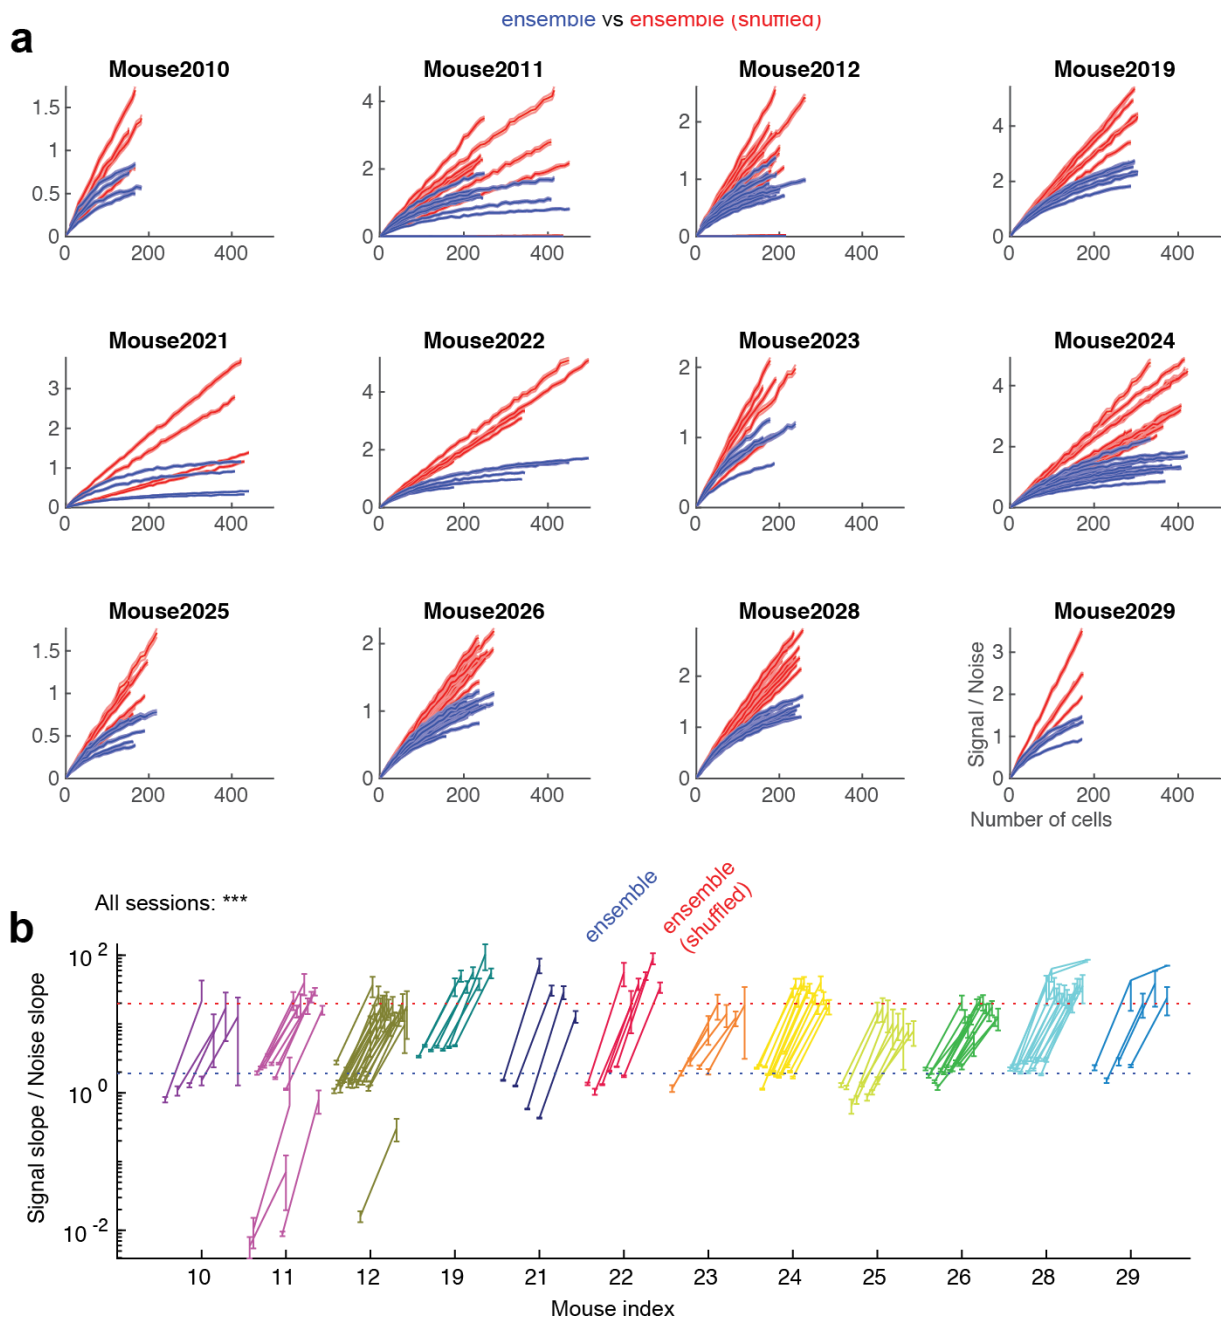 ensemble vs ensemble (shuffled)
a
Mouse2010 Mouse2011 Mouse2012 Mouse2019
1.5 1 0.5 0 0 200 400
4 2 0 0 200 400
2 1 0 0 200 400
4 2 0 0 200 400
Mouse2021 Mouse2022 Mouse2023 Mouse2024
3 2 1 0 0 200 400
4 2 0 0 200 400
2 1 0 0 200 400
4 2 0 0 200 400
Mouse2025 Mouse2026 Mouse2028 Mouse2029
1.5 1 0.5 0 0 200 400
2 1 0 0 200 400
2 1 0 0 200 400
Signal / Noise
3 2 1 0 0 200 400
Number of cells
b
All sessions: ***
ensemble
ensemble
(shuffled)
Signal slope / Noise slope
10^2
10^0
10^-2
10 11 12 19 21 22 23 24 25 26 28 29
Mouse index